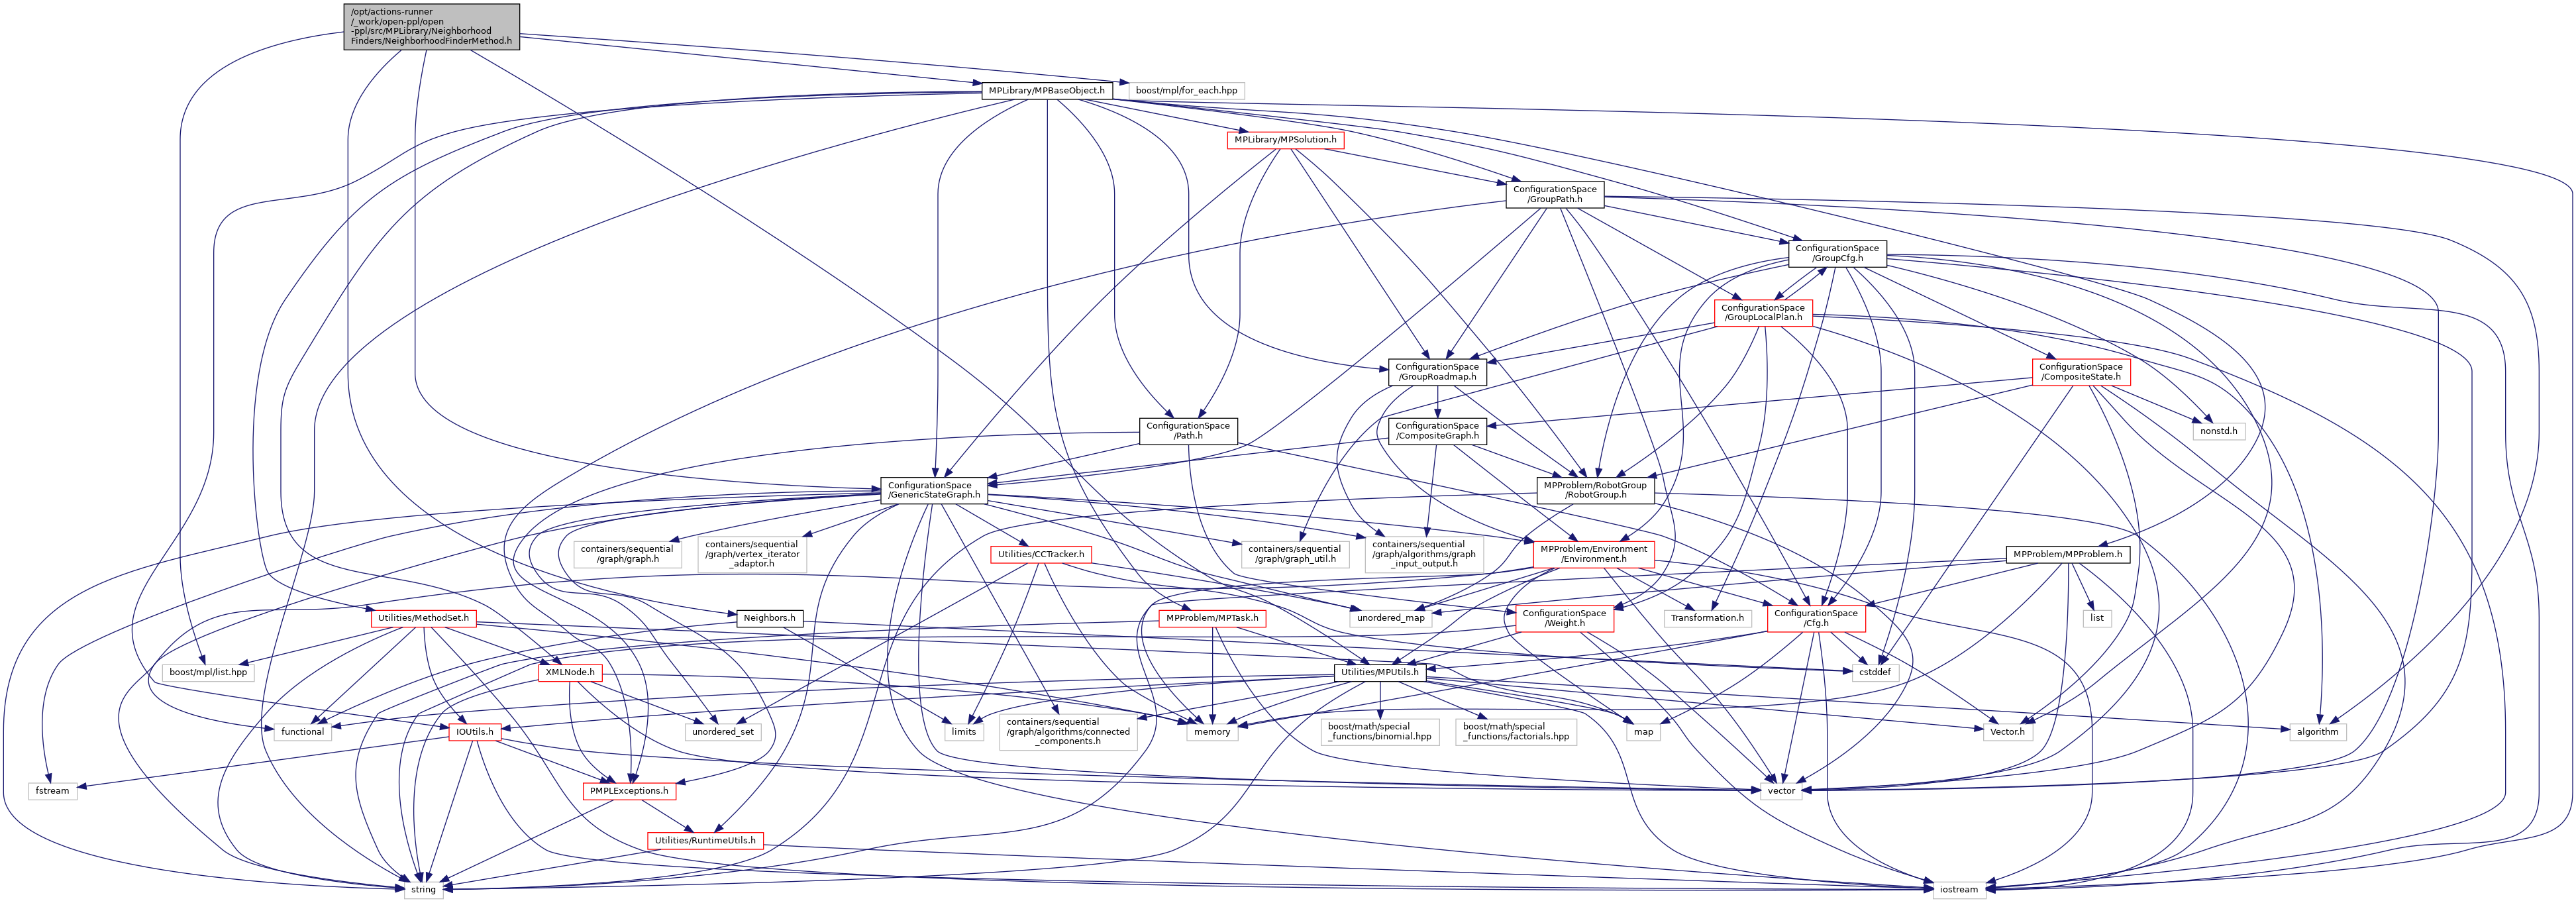 /opt/actions-runner
/_work/open-ppl/open
-ppl/src/MPLibrary/Neighborhood
Finders/NeighborhoodFinderMethod.h
MPLibrary/MPBaseObject.h
boost/mpl/for_each.hpp
MPLibrary/MPSolution.h
ConfigurationSpace
/GroupPath.h
ConfigurationSpace
/GroupCfg.h
ConfigurationSpace
/GroupLocalPlan.h
ConfigurationSpace
/GroupRoadmap.h
ConfigurationSpace
/CompositeState.h
ConfigurationSpace
/Path.h
ConfigurationSpace
/CompositeGraph.h
nonstd.h
ConfigurationSpace
/GenericStateGraph.h
MPProblem/RobotGroup
/RobotGroup.h
containers/sequential
/graph/graph.h
containers/sequential
/graph/vertex_iterator
_adaptor.h
Utilities/CCTracker.h
containers/sequential
/graph/graph_util.h
containers/sequential
/graph/algorithms/graph
_input_output.h
MPProblem/Environment
/Environment.h
MPProblem/MPProblem.h
Utilities/MethodSet.h
Neighbors.h
MPProblem/MPTask.h
unordered_map
ConfigurationSpace
/Weight.h
Transformation.h
ConfigurationSpace
/Cfg.h
list
boost/mpl/list.hpp
XMLNode.h
Utilities/MPUtils.h
cstddef
functional
IOUtils.h
unordered_set
limits
containers/sequential
/graph/algorithms/connected
_components.h
memory
boost/math/special
_functions/binomial.hpp
boost/math/special
_functions/factorials.hpp
map
Vector.h
algorithm
fstream
PMPLExceptions.h
vector
Utilities/RuntimeUtils.h
string
iostream